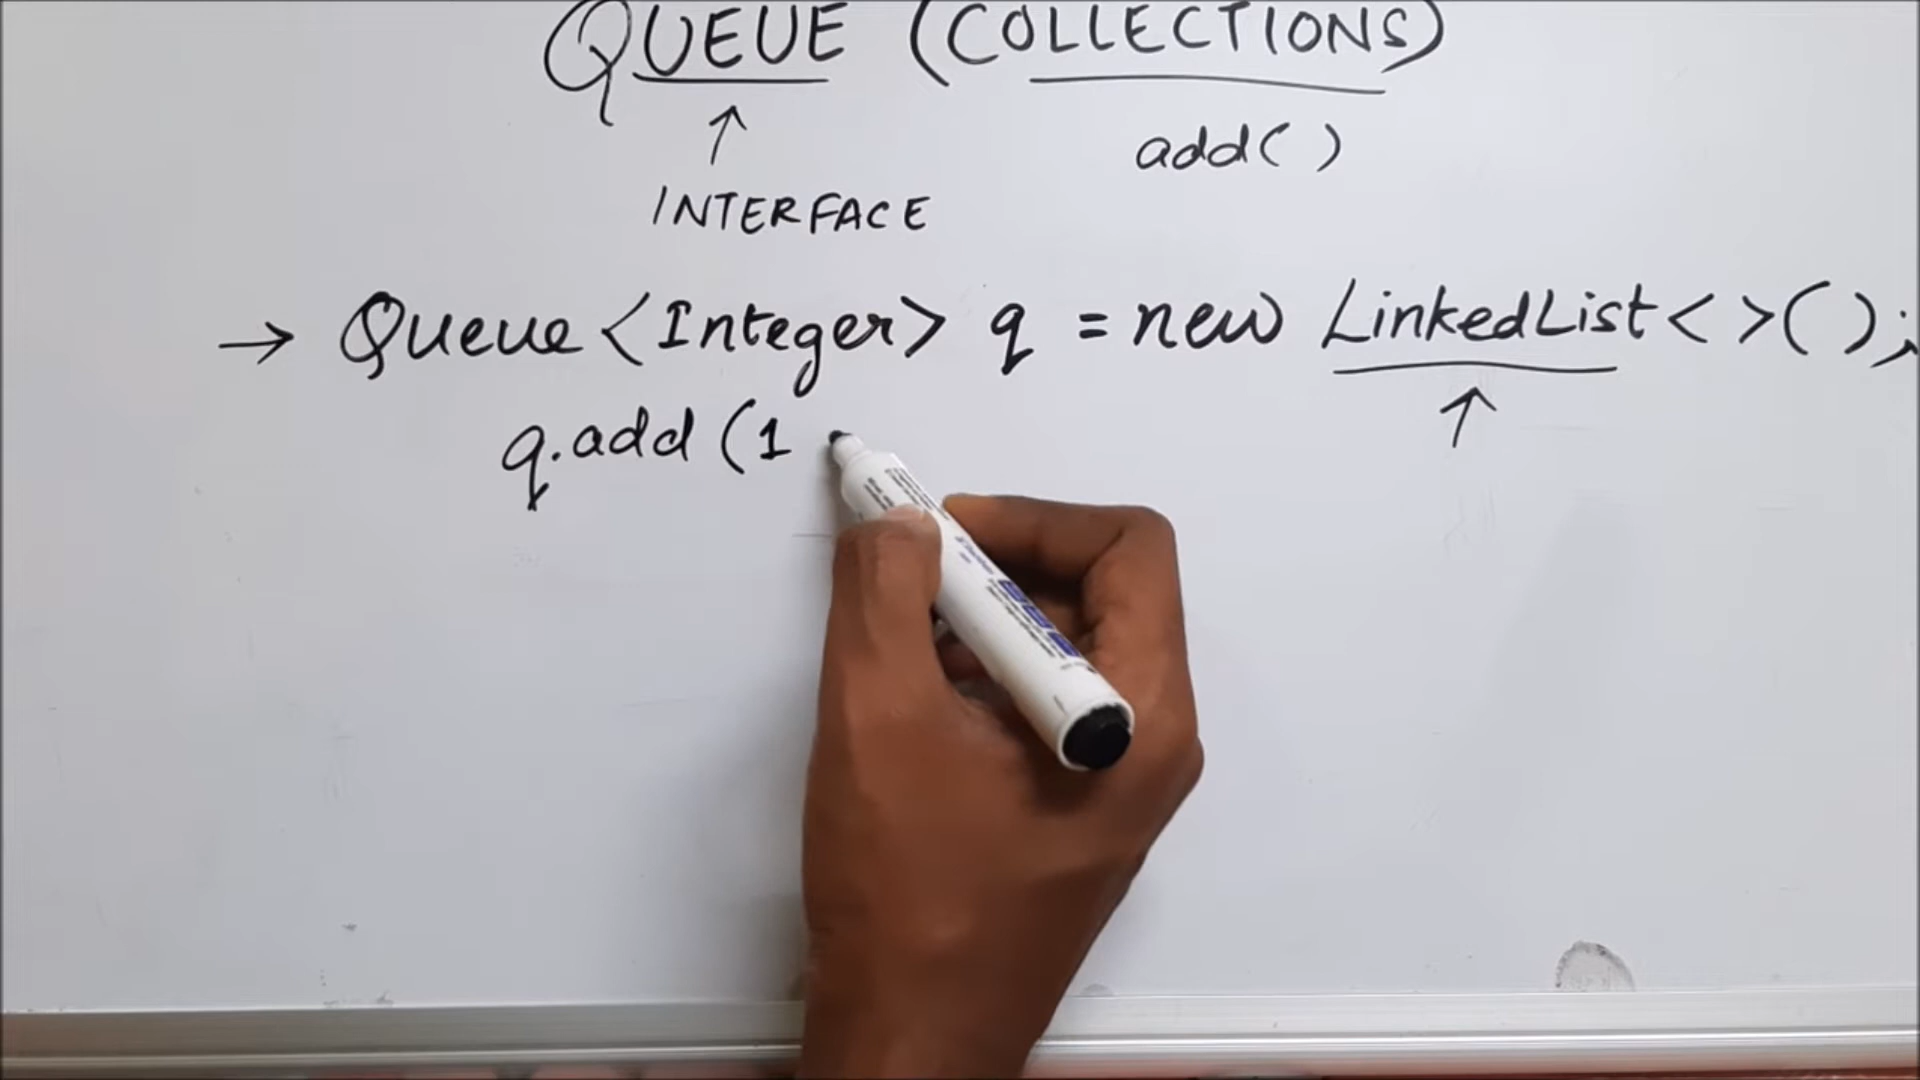 QUEUE (COLLECTIONS)
↑ add( )
INTERFACE
→ Queue<Integer> q = new LinkedList<>();
q.add (1 ↑